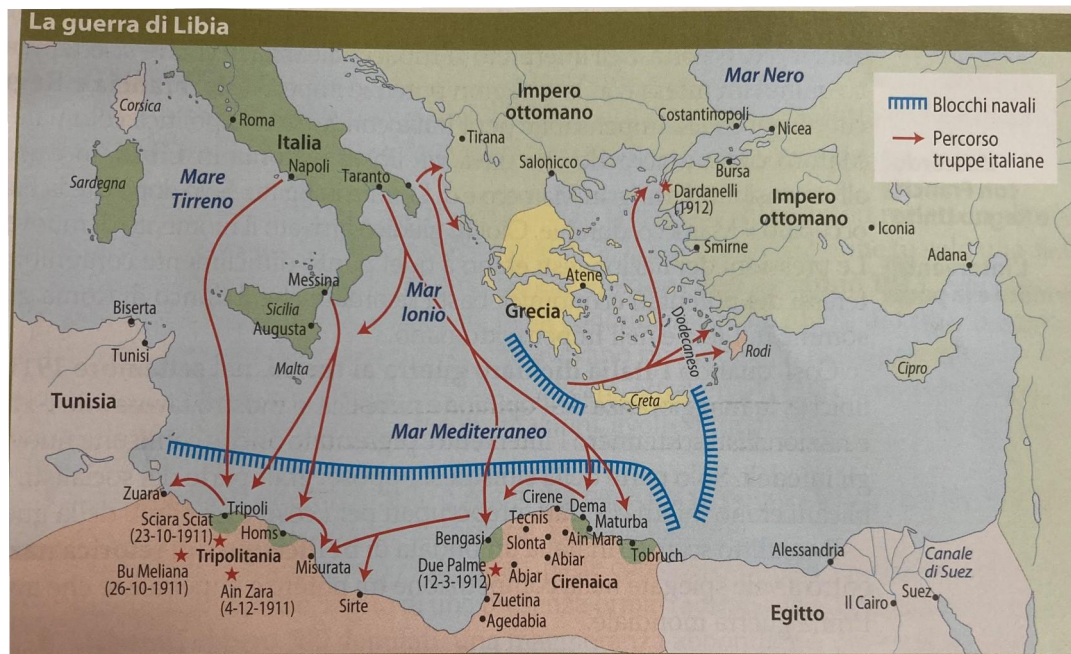 La guerra di Libia
Blocchi navali
Percorso
truppe italiane
Mar Nero
Impero
ottomano
Costantinopoli
Nicea
Bursa
Corsica
Roma
Italia
Napoli
Taranto
Tirana
Salonicco
Dardanelli
(1912)
Impero
ottomano
Iconia
Adana
Smirne
Sardegna
Mare
Tirreno
Messina
Sicilia
Augusta
Mar
Ionio
Atene
Grecia
Dodecaneso
Rodi
Cipro
Biserta
Tunisi
Malta
Creta
Tunisia
Mar Mediterraneo
Zuara
Tripoli
Sciara Sciat
(23-10-1911)
Homs
Tripolitania
Bu Meliana
(26-10-1911)
Ain Zara
(4-12-1911)
Misurata
Sirte
Cirene
Dema
Tecnis
Maturba
Bengasi
Slonta
Ain Mara
Tobruch
Due Palme
(12-3-1912)
Abiar
Abjar
Cirenaica
Zuetina
Agedabia
Alessandria
Canale
di Suez
Il Cairo
Suez
Egitto